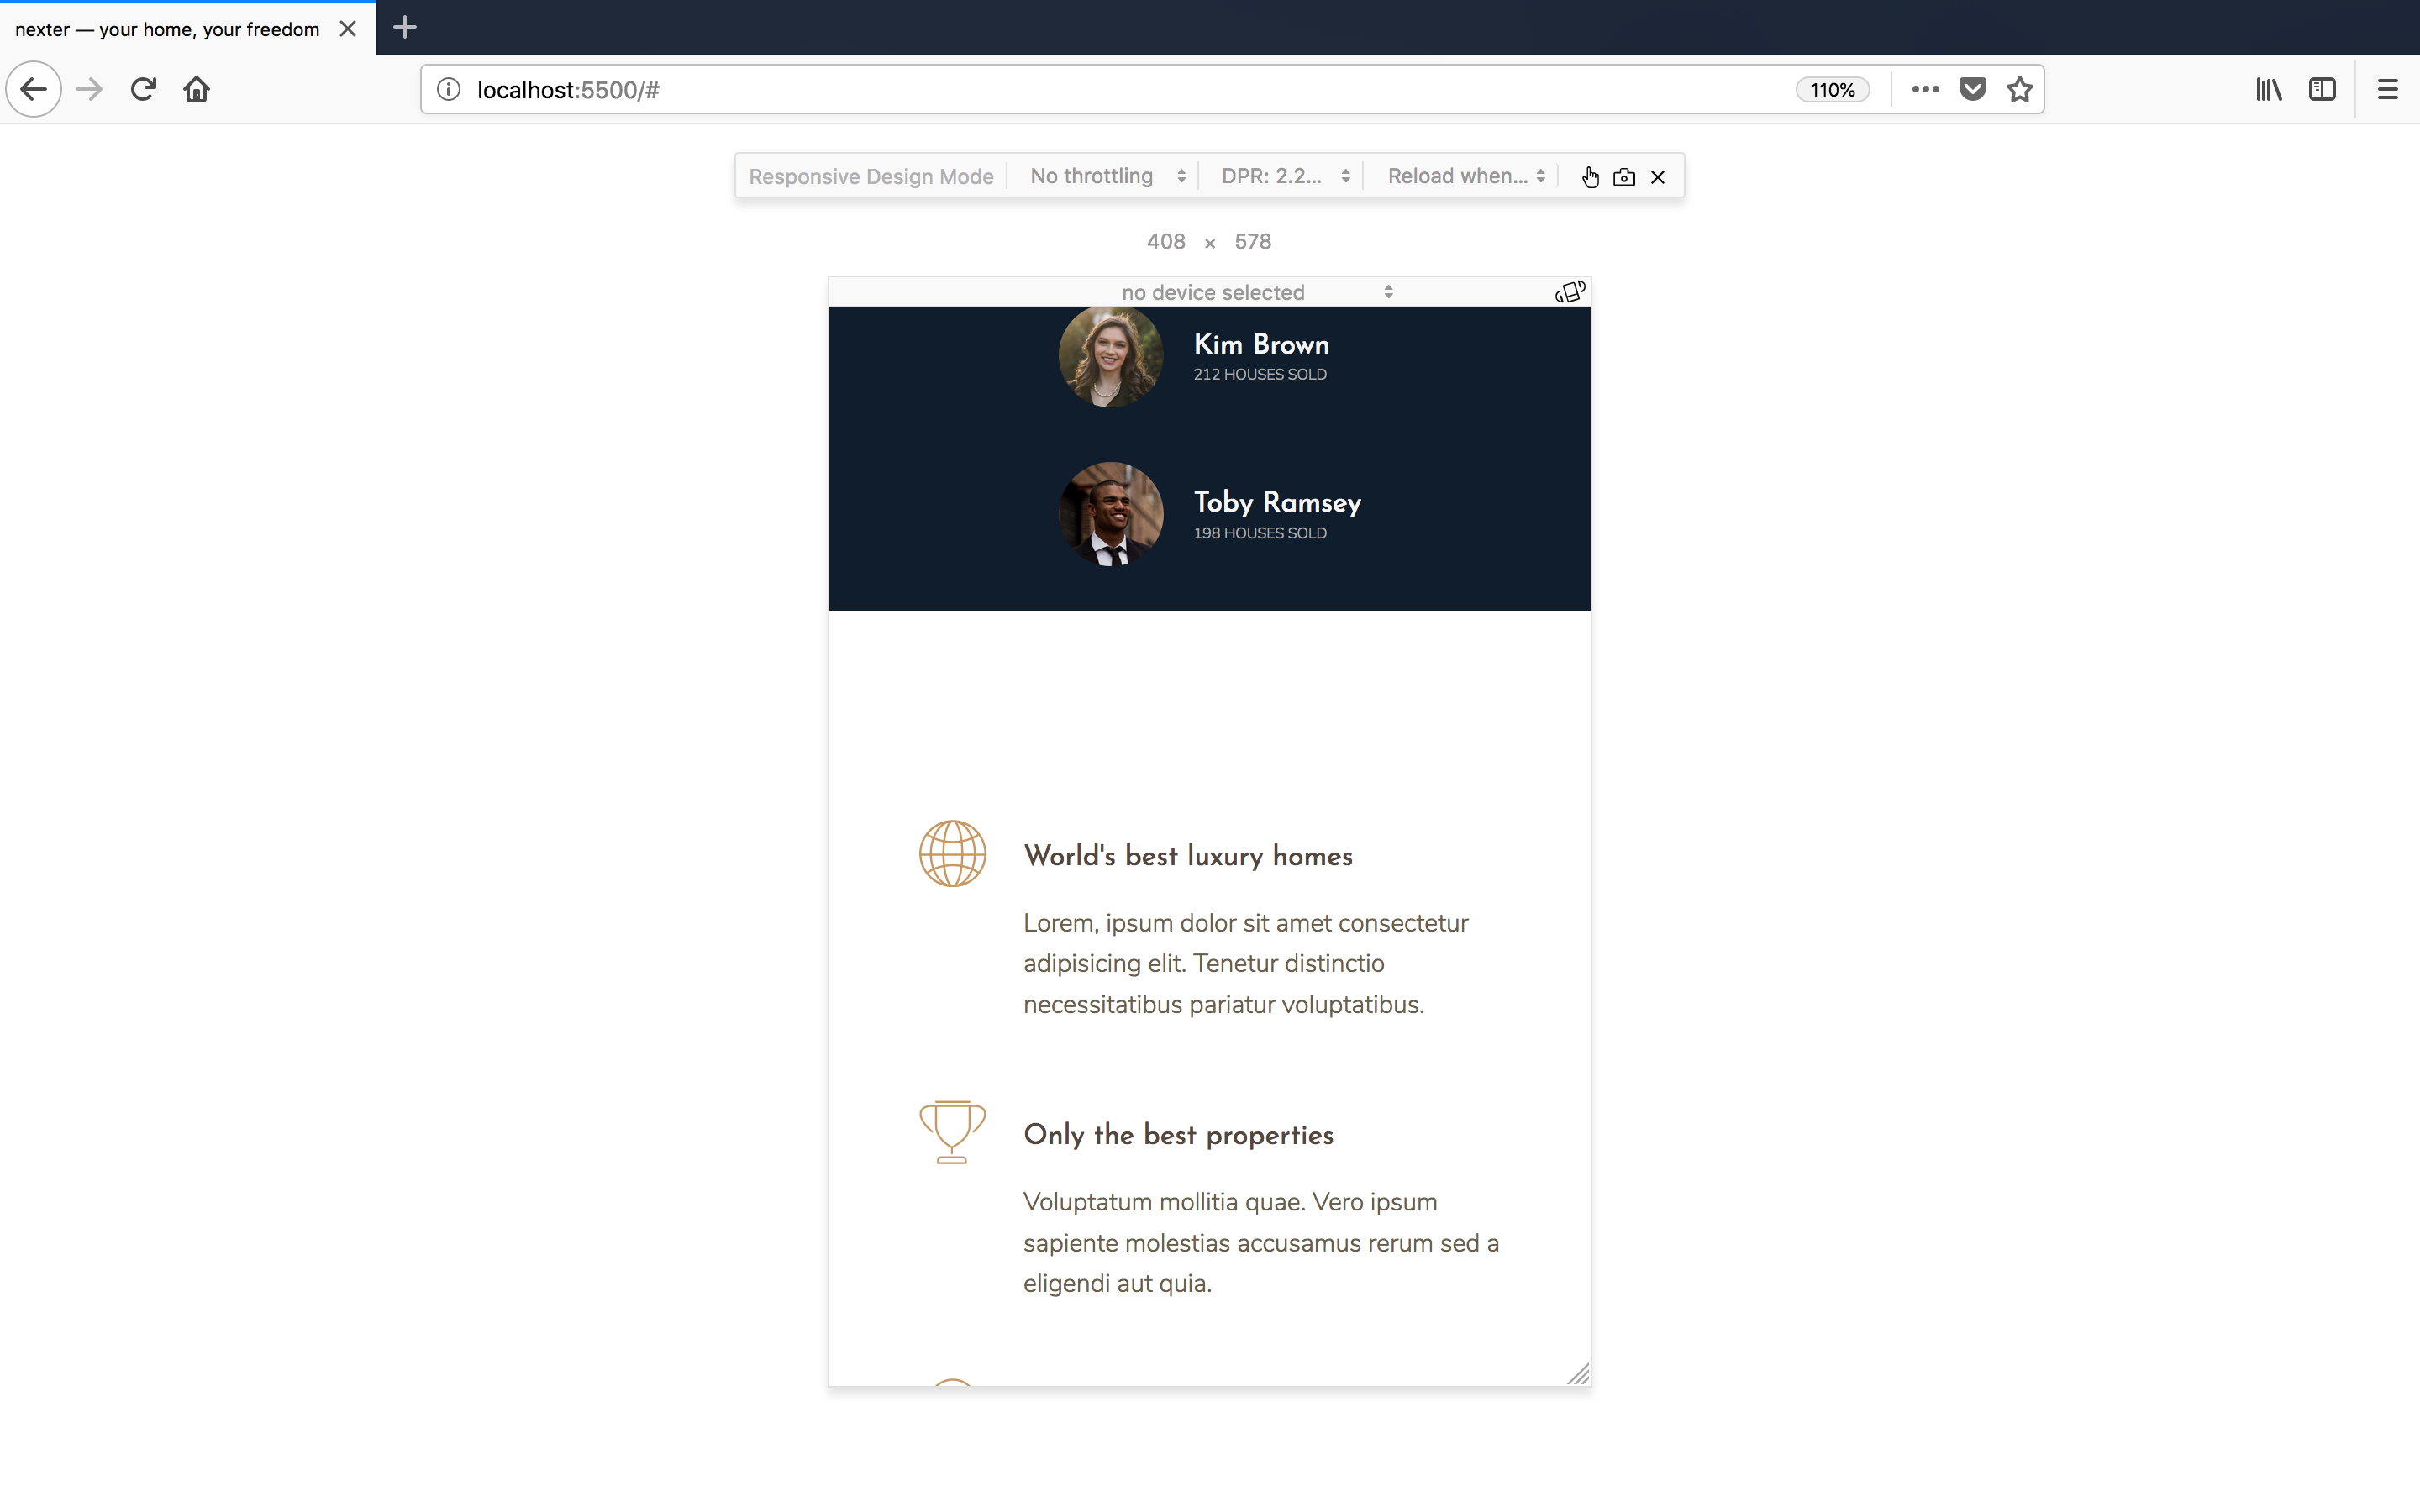 nexter — your home, your freedom
localhost:5500/#
110%
Responsive Design Mode
No throttling
DPR: 2.2...
Reload when...
408 × 578
no device selected
Kim Brown
212 HOUSES SOLD
Toby Ramsey
198 HOUSES SOLD
World's best luxury homes
Lorem, ipsum dolor sit amet consectetur
adipisicing elit. Tenetur distinctio
necessitatibus pariatur voluptatibus.
Only the best properties
Voluptatum mollitia quae. Vero ipsum
sapiente molestias accusamus rerum sed a
eligendi aut quia.